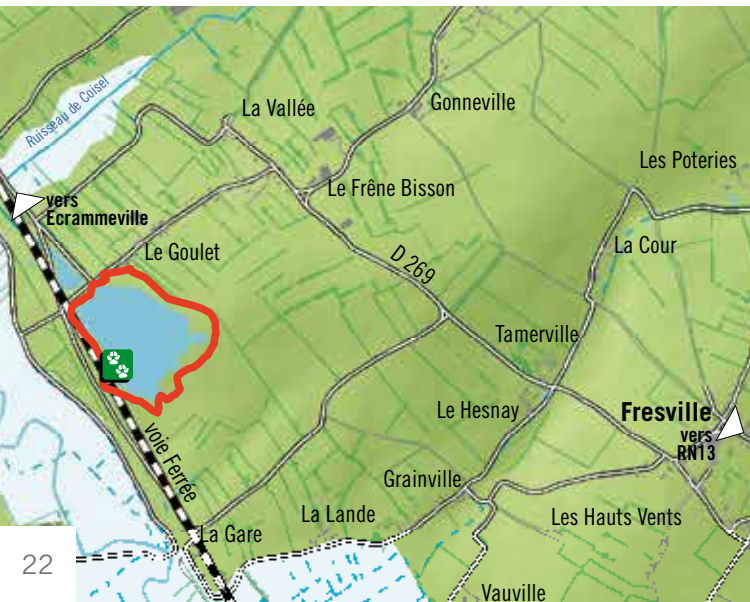 Ruisseau de Coisel
La Vallée
Gonneville
Les Poteries
Le Frêne Bisson
vers
Ecrammeville
Le Goulet
La Cour
D 269
Tamerville
Le Hesnay
Fresville
vers
RN13
voie Ferrée
Grainville
La Lande
Les Hauts Vents
La Gare
22
Vauville